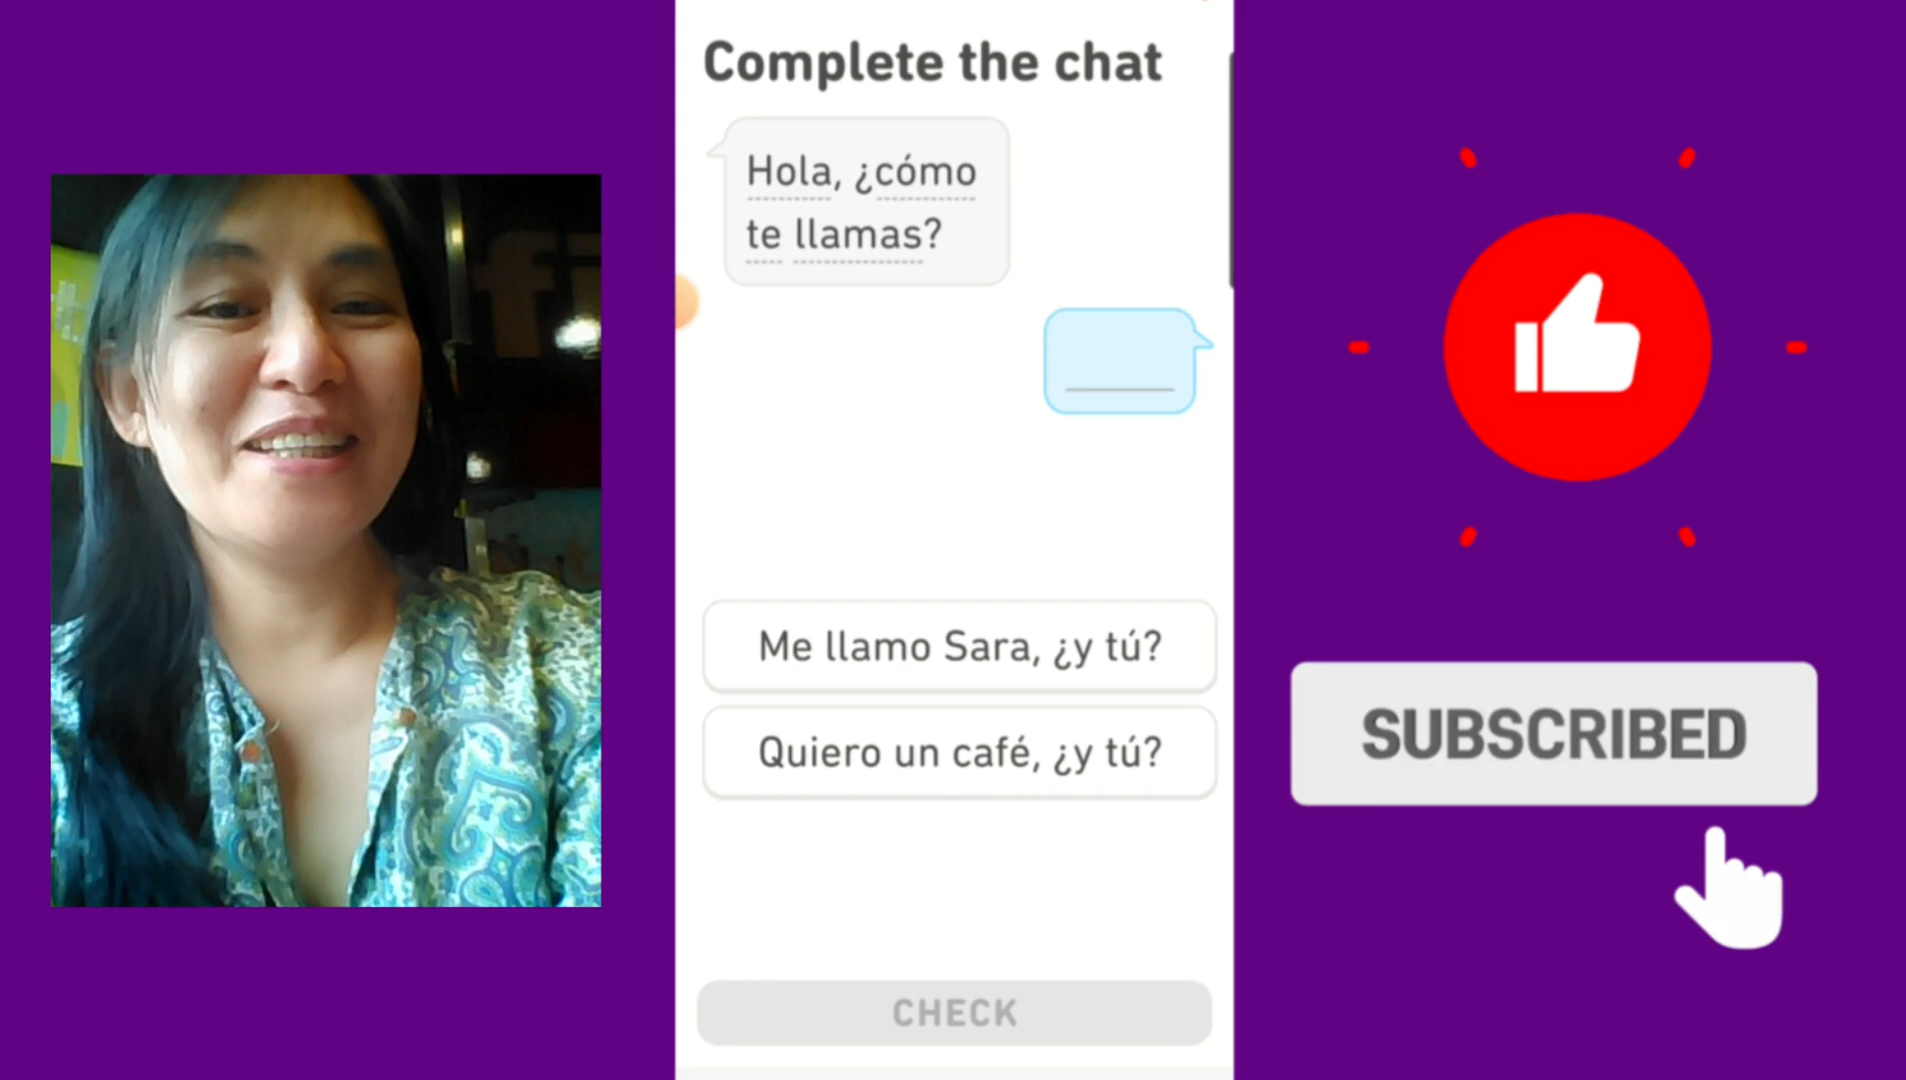 Complete the chat
Hola, ¿cómo
te llamas?
Me llamo Sara, ¿y tú?
Quiero un café, ¿y tú?
CHECK
SUBSCRIBED